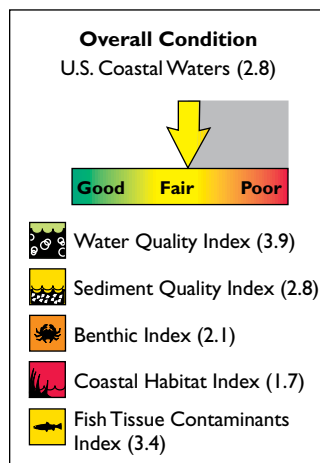 Overall Condition
U.S. Coastal Waters (2.8)
Good Fair Poor
Water Quality Index (3.9)
Sediment Quality Index (2.8)
Benthic Index (2.1)
Coastal Habitat Index (1.7)
Fish Tissue Contaminants
Index (3.4)